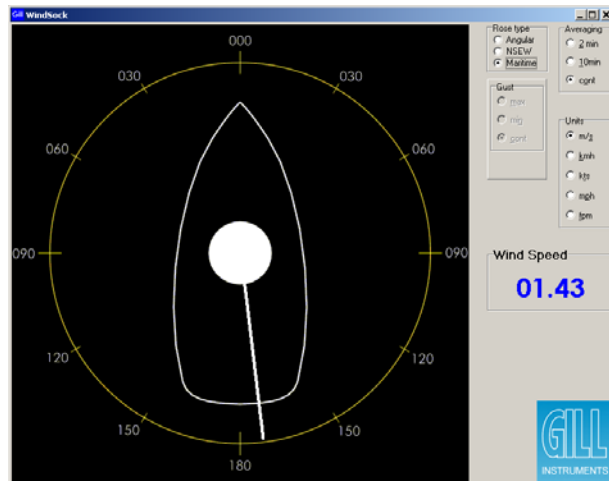 Gill WindSock
000
030
030
060
060
090
090
120
120
150
150
180
Rose type
Angular
NSEW
Maritime
Averaging
2 min
10min
cont
Gust
max
min
cont
Units
m/s
kmh
kts
mph
fpm
Wind Speed
01.43
GILL
INSTRUMENTS